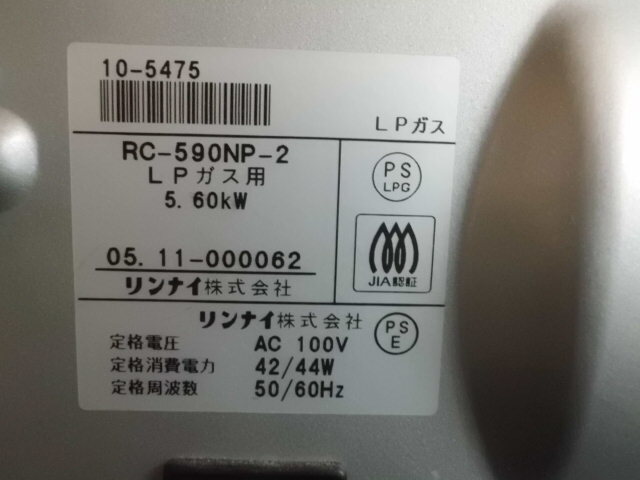 10-5475
LPガス
RC-590NP-2
LPガス用
5.60kW
PS
LPG
05.11-000062
リンナイ株式会社
JIA認証
リンナイ株式会社
PS
E
定格電圧 AC 100V
定格消費電力 42/44W
定格周波数 50/60Hz